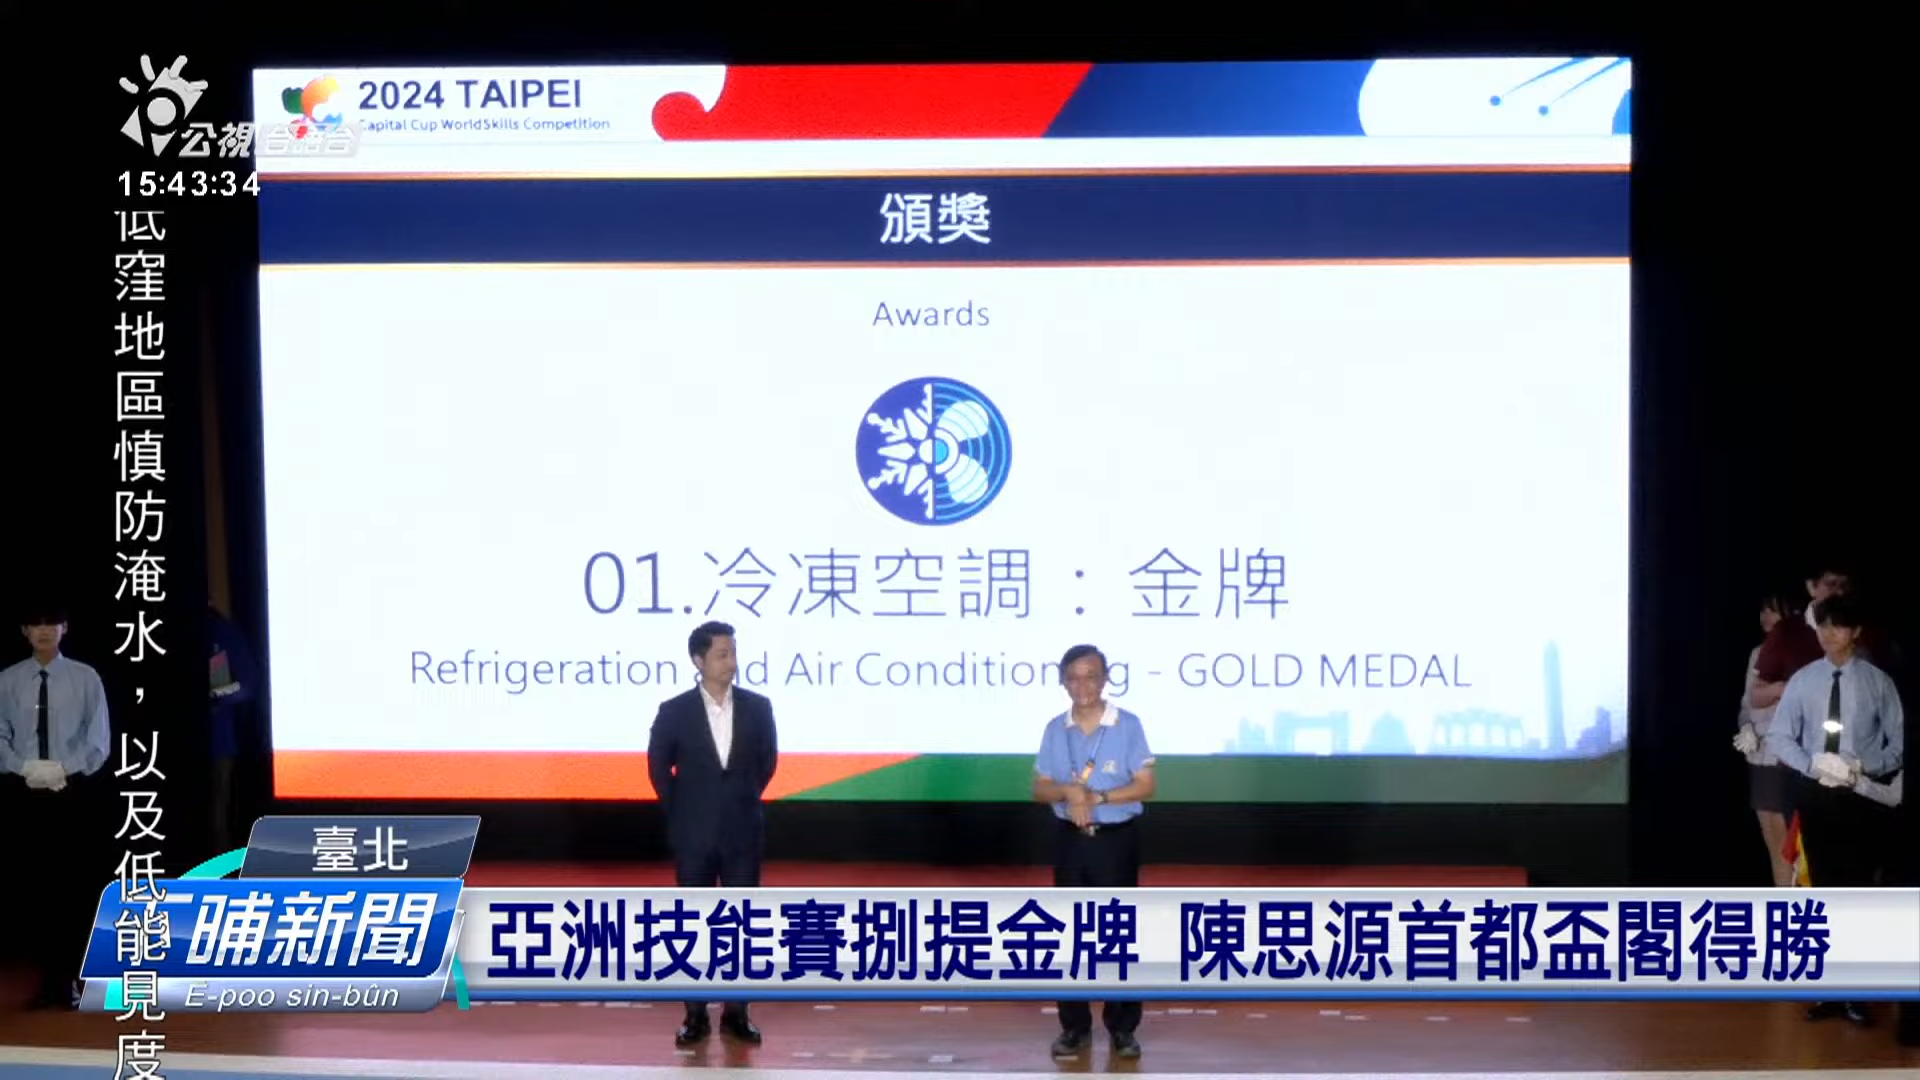 2024 TAIPEI
Capital Cup WorldSkills Competition
公視台語台
15:43:34
頒獎
Awards
01.冷凍空調：金牌
Refrigeration and Air Conditioning - GOLD MEDAL
低窪地區慎防淹水，以及低能見度
臺北
下晡新聞
E-poo sin-bûn
亞洲技能賽捌提金牌 陳思源首都盃閣得勝